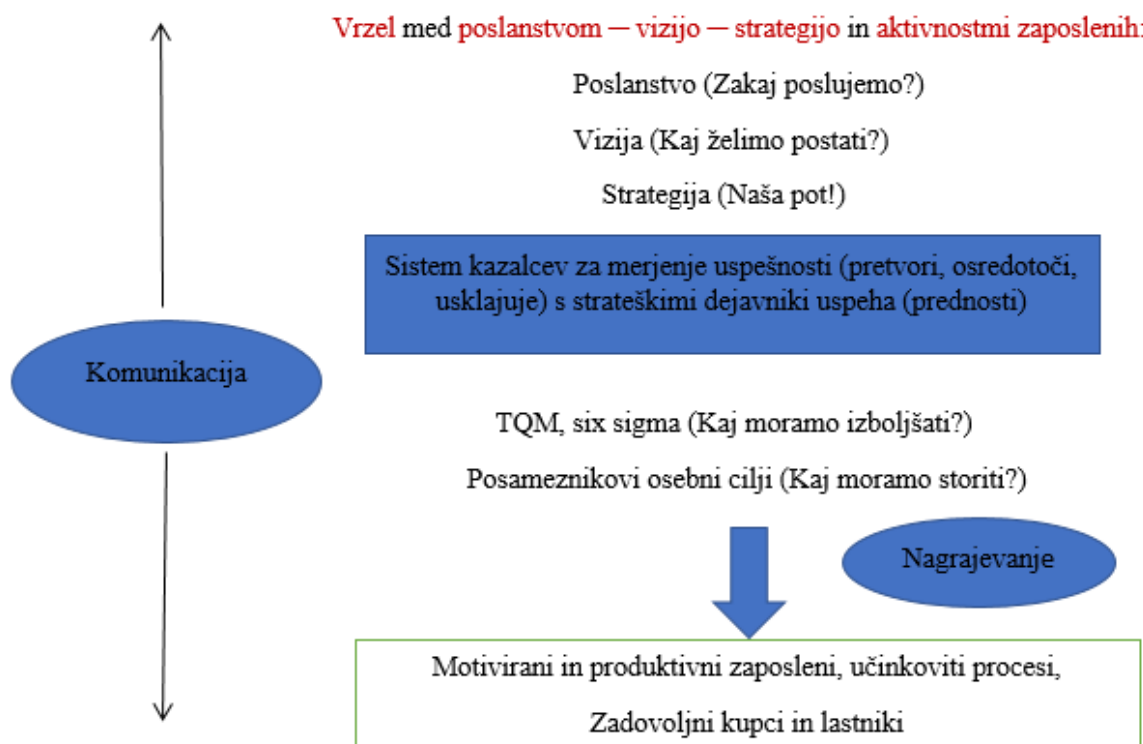 Vrzel med poslanstvom — vizijo — strategijo in aktivnostmi zaposlenih:
Poslanstvo (Zakaj poslujemo?)
Vizija (Kaj želimo postati?)
Strategija (Naša pot!)
Sistem kazalcev za merjenje uspešnosti (pretvori, osredotoči,
usklajuje) s strateškimi dejavniki uspeha (prednosti)
Komunikacija
TQM, six sigma (Kaj moramo izboljšati?)
Posameznikovi osebni cilji (Kaj moramo storiti?)
Nagrajevanje
Motivirani in produktivni zaposleni, učinkoviti procesi,
Zadovoljni kupci in lastniki